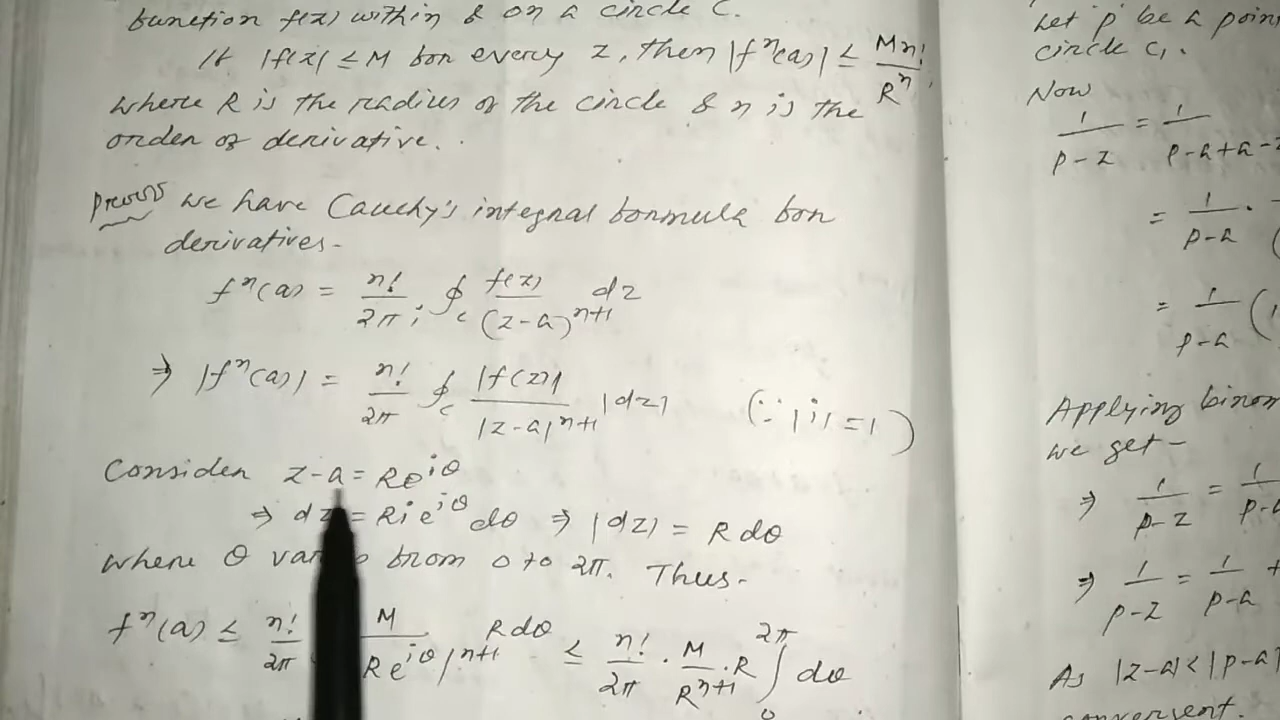 function f(z) within & on a circle C.
If |f(z)| ≤ M for every z, then |fⁿ(a)| ≤ Mn!/Rⁿ,
where R is the radius of the circle & n is the
order of derivative.
Proof We have Cauchy's integral formula for
derivatives-
fⁿ(a) = n!/2πi ∮c f(z)/(z-a)ⁿ⁺¹ dz
⇒ |fⁿ(a)| = n!/2π ∮c |f(z)|/|z-a|ⁿ⁺¹ |dz| (∵ |i| = 1)
Consider z-a = Re^iθ
⇒ dz = Rie^iθ dθ ⇒ |dz| = R dθ
where θ from 0 to 2π. Thus-
fⁿ(a) ≤ n!/2π M/Re^iθ|ⁿ⁺¹ Rdθ ≤ n!/2π · M/Rⁿ⁺¹ · R ∫0^2π dθ
Let 'p' be a
circle C₁.
Now
1/p-z = 1/p-a+a-
= 1/p-a ·
= 1/p-a (
Applying
we get-
⇒ 1/p-z = 1/
⇒ 1/p-z = 1/p-a +
As |z-a| < |p-a|
convergent.